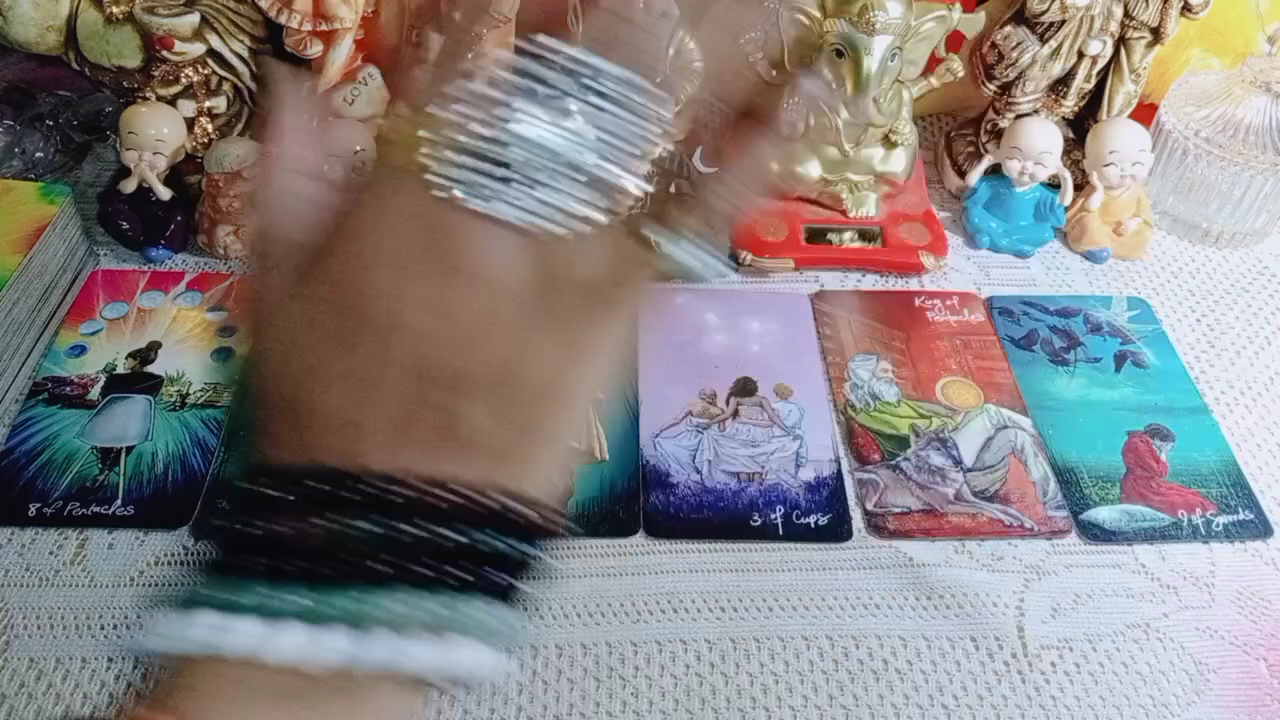 LOVE
8 of Pentacles
3 of Cups
King of
Pentacles
9 of Swords